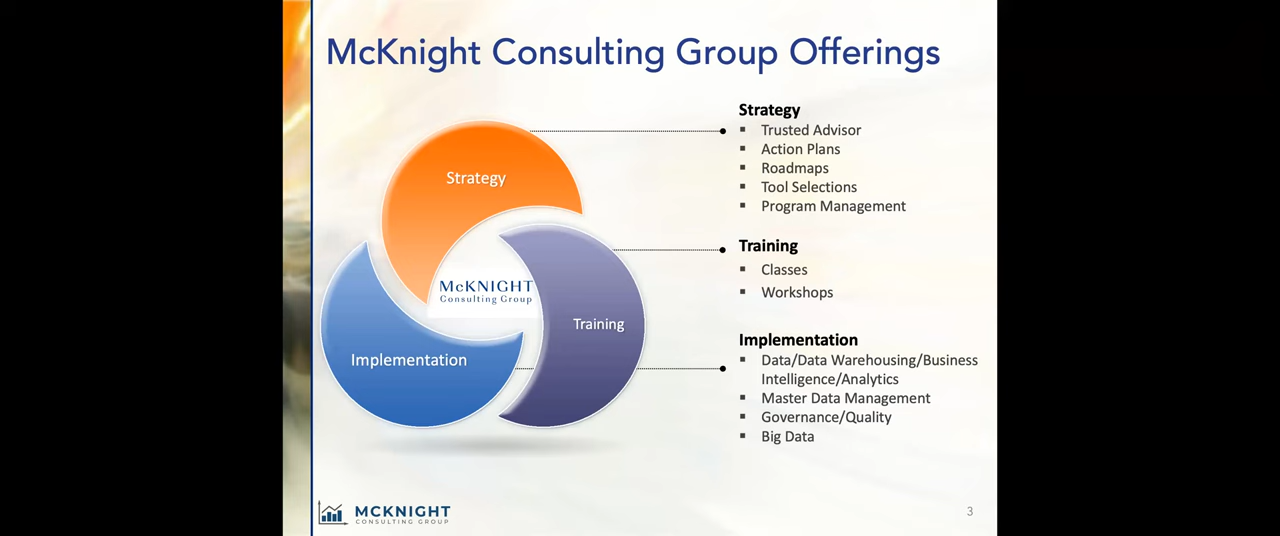 McKnight Consulting Group Offerings
Strategy
McKNIGHT
Consulting Group
Training
Implementation
Strategy
▪ Trusted Advisor
▪ Action Plans
▪ Roadmaps
▪ Tool Selections
▪ Program Management
Training
▪ Classes
▪ Workshops
Implementation
▪ Data/Data Warehousing/Business
Intelligence/Analytics
▪ Master Data Management
▪ Governance/Quality
▪ Big Data
MCKNIGHT
CONSULTING GROUP
3